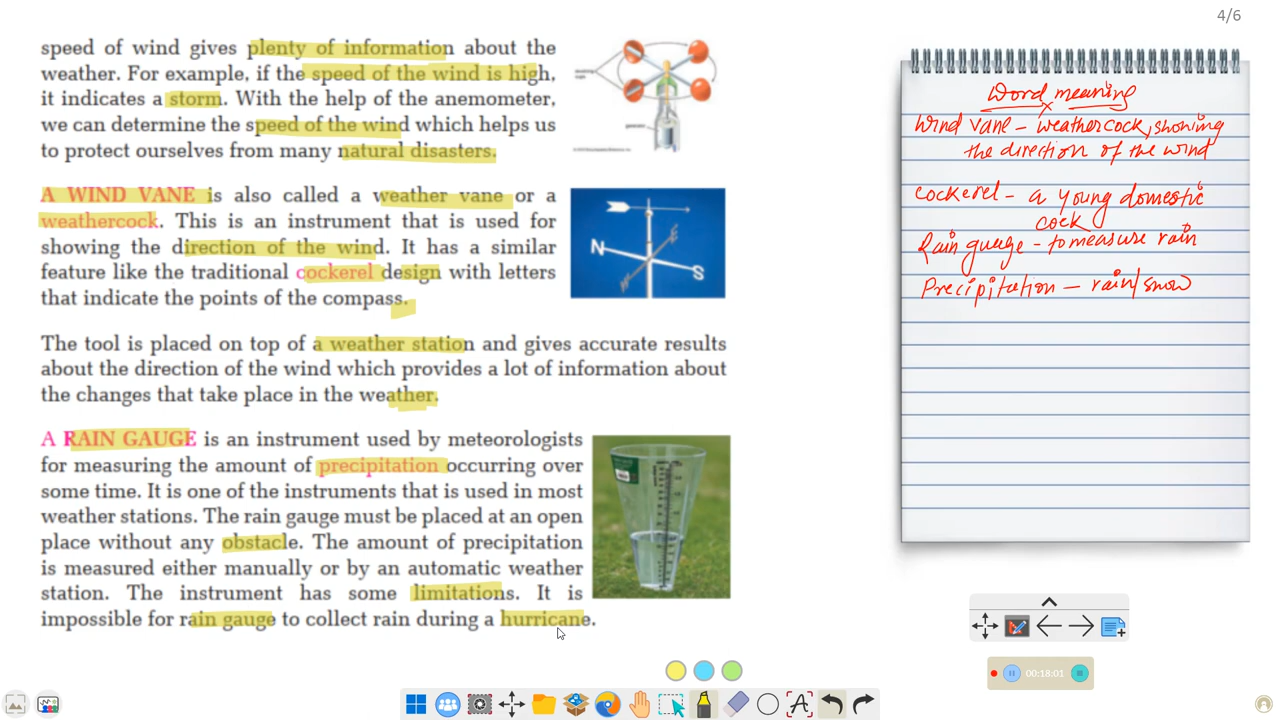 4/6
speed of wind gives plenty of information about the
weather. For example, if the speed of the wind is high,
it indicates a storm. With the help of the anemometer,
we can determine the speed of the wind which helps us
to protect ourselves from many natural disasters.
A WIND VANE is also called a weather vane or a
weathercock. This is an instrument that is used for
showing the direction of the wind. It has a similar
feature like the traditional cockerel design with letters
that indicate the points of the compass.
N
E
W
S
The tool is placed on top of a weather station and gives accurate results
about the direction of the wind which provides a lot of information about
the changes that take place in the weather.
A RAIN GAUGE is an instrument used by meteorologists
for measuring the amount of precipitation occurring over
some time. It is one of the instruments that is used in most
weather stations. The rain gauge must be placed at an open
place without any obstacle. The amount of precipitation
is measured either manually or by an automatic weather
station. The instrument has some limitations. It is
impossible for rain gauge to collect rain during a hurricane.
Word meaning
Wind vane - weathercock, showing
the direction of the wind
Cockerel - a young domestic
cock
Rain guage - to measure rain
Precipitation - rain/snow
00:18:01